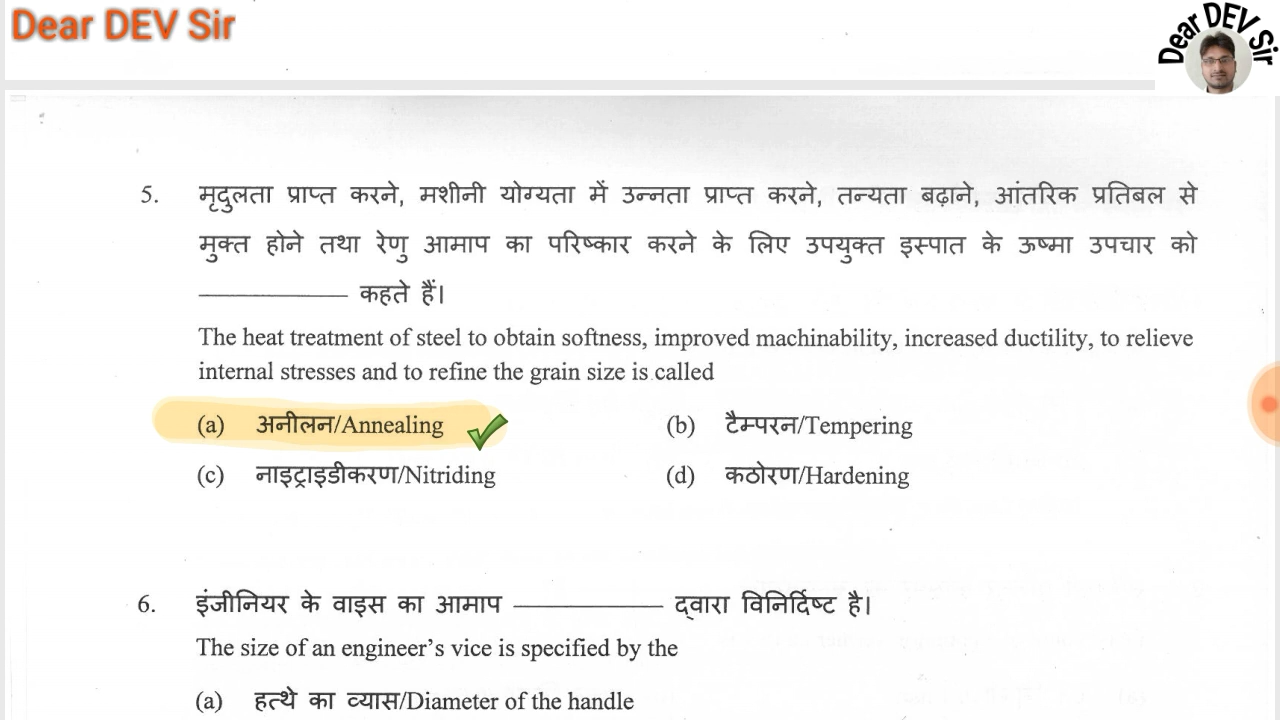 Dear DEV Sir
Dear DEV Sir
5. मृदुलता प्राप्त करने, मशीनी योग्यता में उन्नता प्राप्त करने, तन्यता बढ़ाने, आंतरिक प्रतिबल से
मुक्त होने तथा रेणु आमाप का परिष्कार करने के लिए उपयुक्त इस्पात के ऊष्मा उपचार को
——————— कहते हैं।
The heat treatment of steel to obtain softness, improved machinability, increased ductility, to relieve
internal stresses and to refine the grain size is called
(a) अनीलन/Annealing (b) टैम्परन/Tempering
(c) नाइट्राइडीकरण/Nitriding (d) कठोरण/Hardening
6. इंजीनियर के वाइस का आमाप ——————— द्वारा विनिर्दिष्ट है।
The size of an engineer's vice is specified by the
(a) हत्थे का व्यास/Diameter of the handle